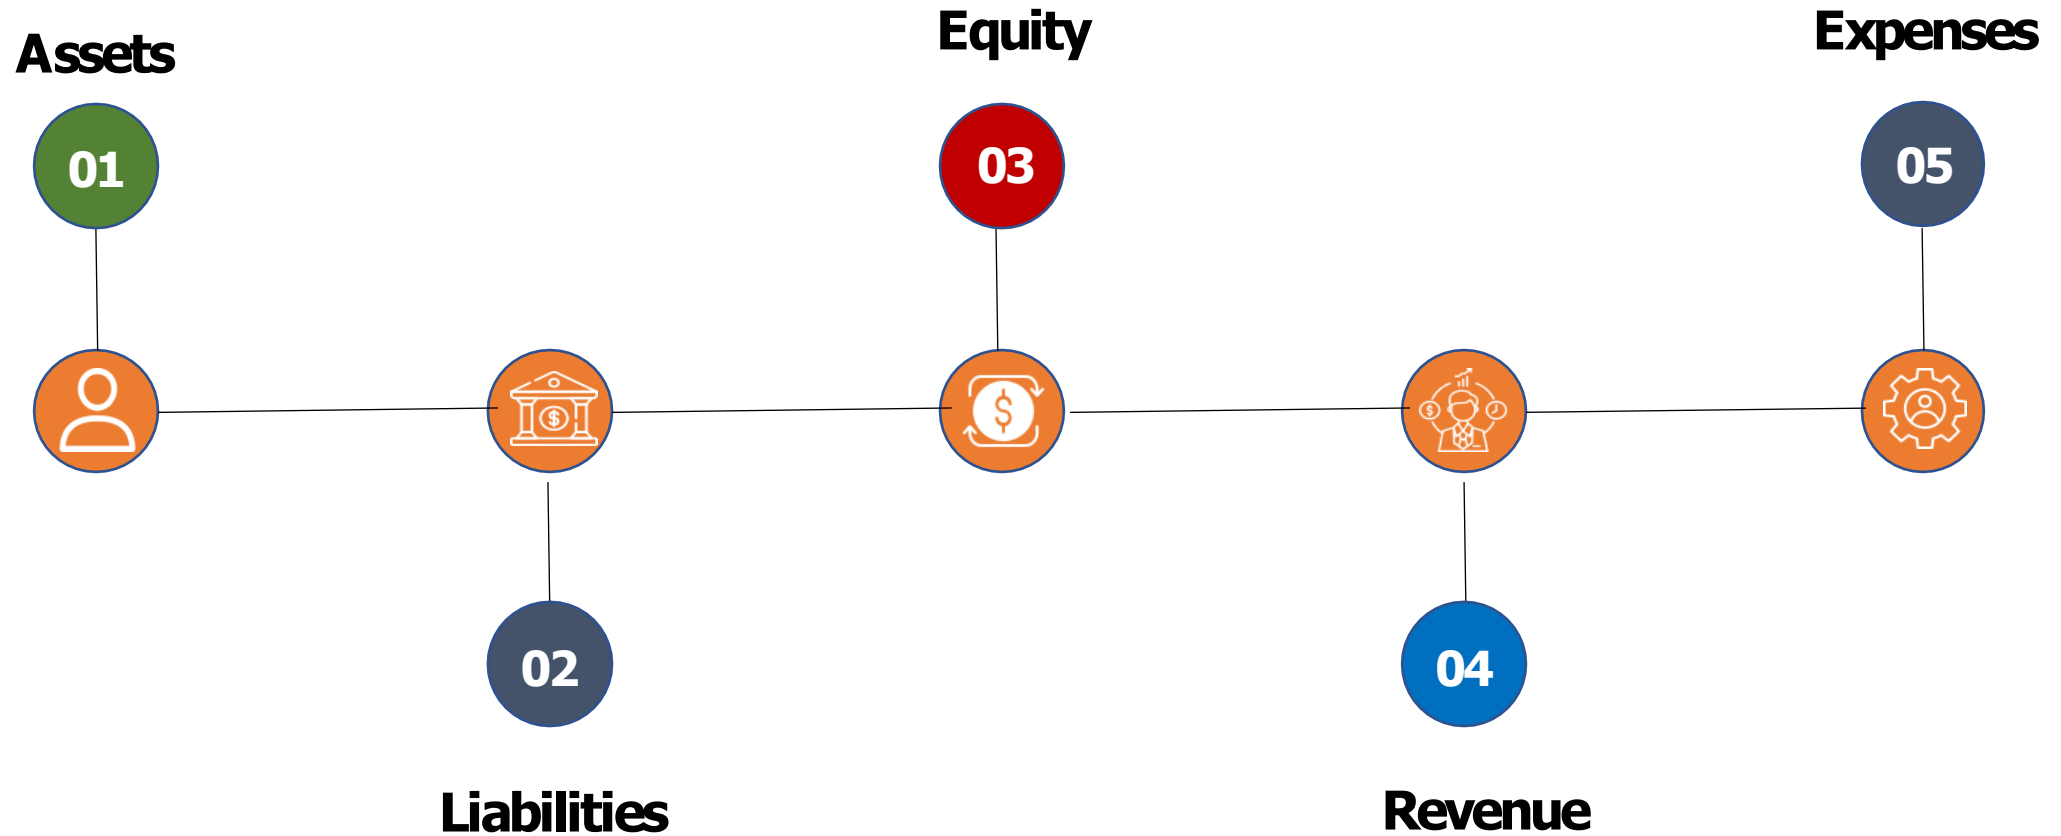 Assets
01
Liabilities
02
Equity
03
Revenue
04
Expenses
05
$
$
$